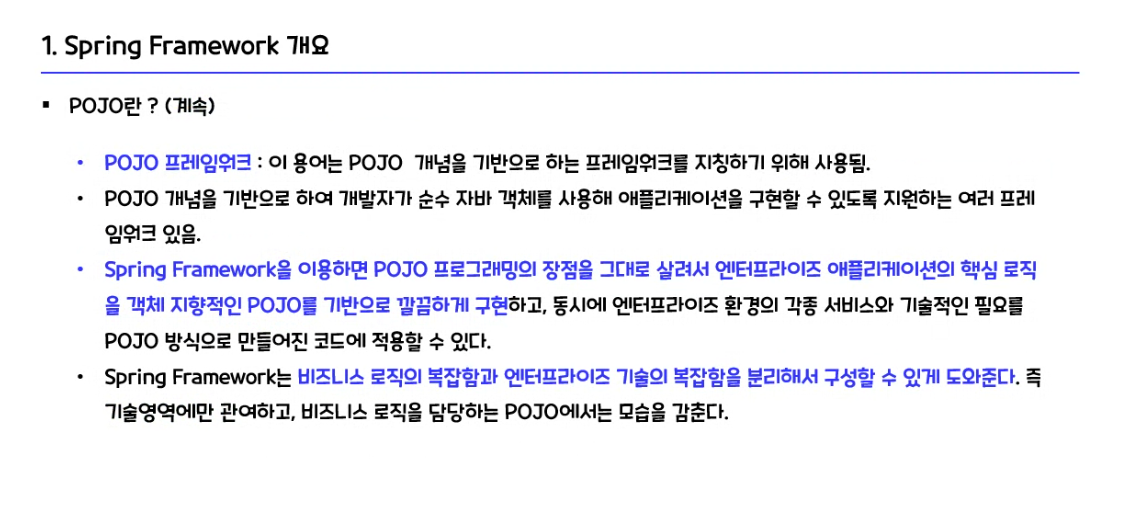 1. Spring Framework 개요
▪ POJO란 ? (계속)
• POJO 프레임워크 : 이 용어는 POJO 개념을 기반으로 하는 프레임워크를 지칭하기 위해 사용됨.
• POJO 개념을 기반으로 하여 개발자가 순수 자바 객체를 사용해 애플리케이션을 구현할 수 있도록 지원하는 여러 프레
임워크 있음.
• Spring Framework을 이용하면 POJO 프로그래밍의 장점을 그대로 살려서 엔터프라이즈 애플리케이션의 핵심 로직
을 객체 지향적인 POJO를 기반으로 깔끔하게 구현하고, 동시에 엔터프라이즈 환경의 각종 서비스와 기술적인 필요를
POJO 방식으로 만들어진 코드에 적용할 수 있다.
• Spring Framework는 비즈니스 로직의 복잡함과 엔터프라이즈 기술의 복잡함을 분리해서 구성할 수 있게 도와준다. 즉
기술영역에만 관여하고, 비즈니스 로직을 담당하는 POJO에서는 모습을 감춘다.